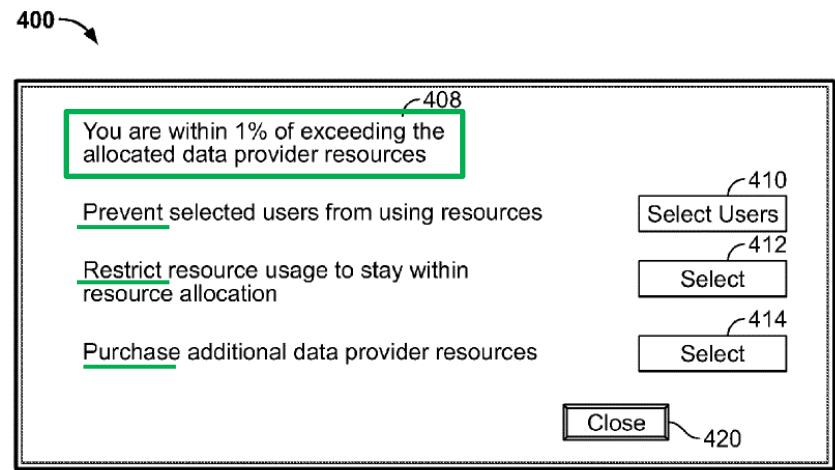 400
408
You are within 1% of exceeding the
allocated data provider resources
410
Prevent selected users from using resources
Select Users
412
Restrict resource usage to stay within
resource allocation
Select
414
Purchase additional data provider resources
Select
Close
420